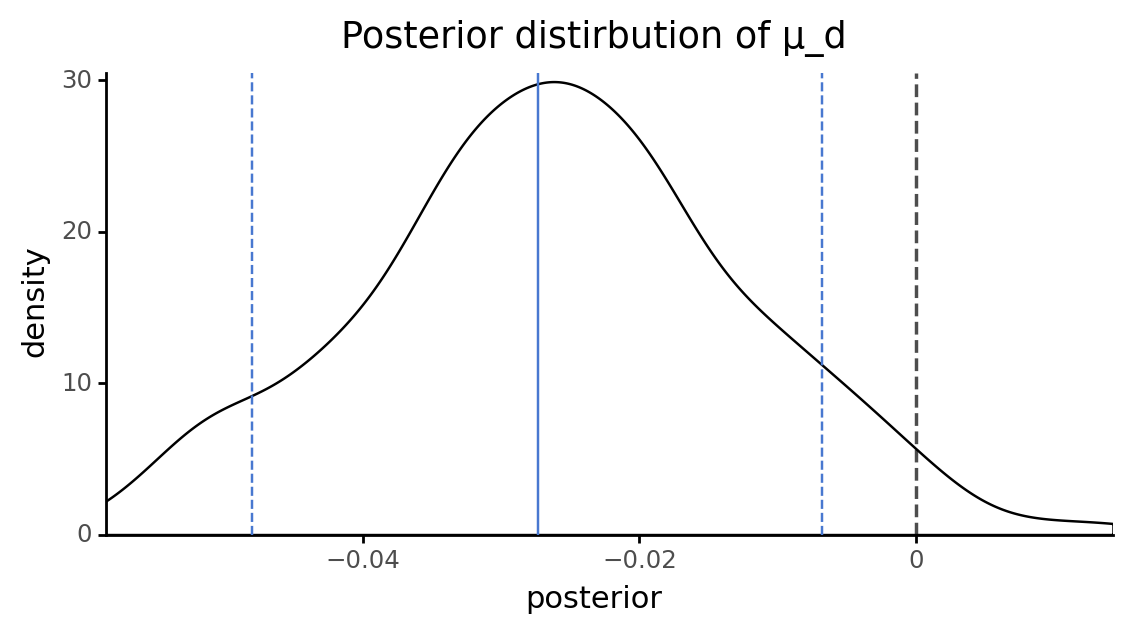 Posterior distirbution of μ_d
30
20
10
0
density
−0.04
−0.02
0
posterior